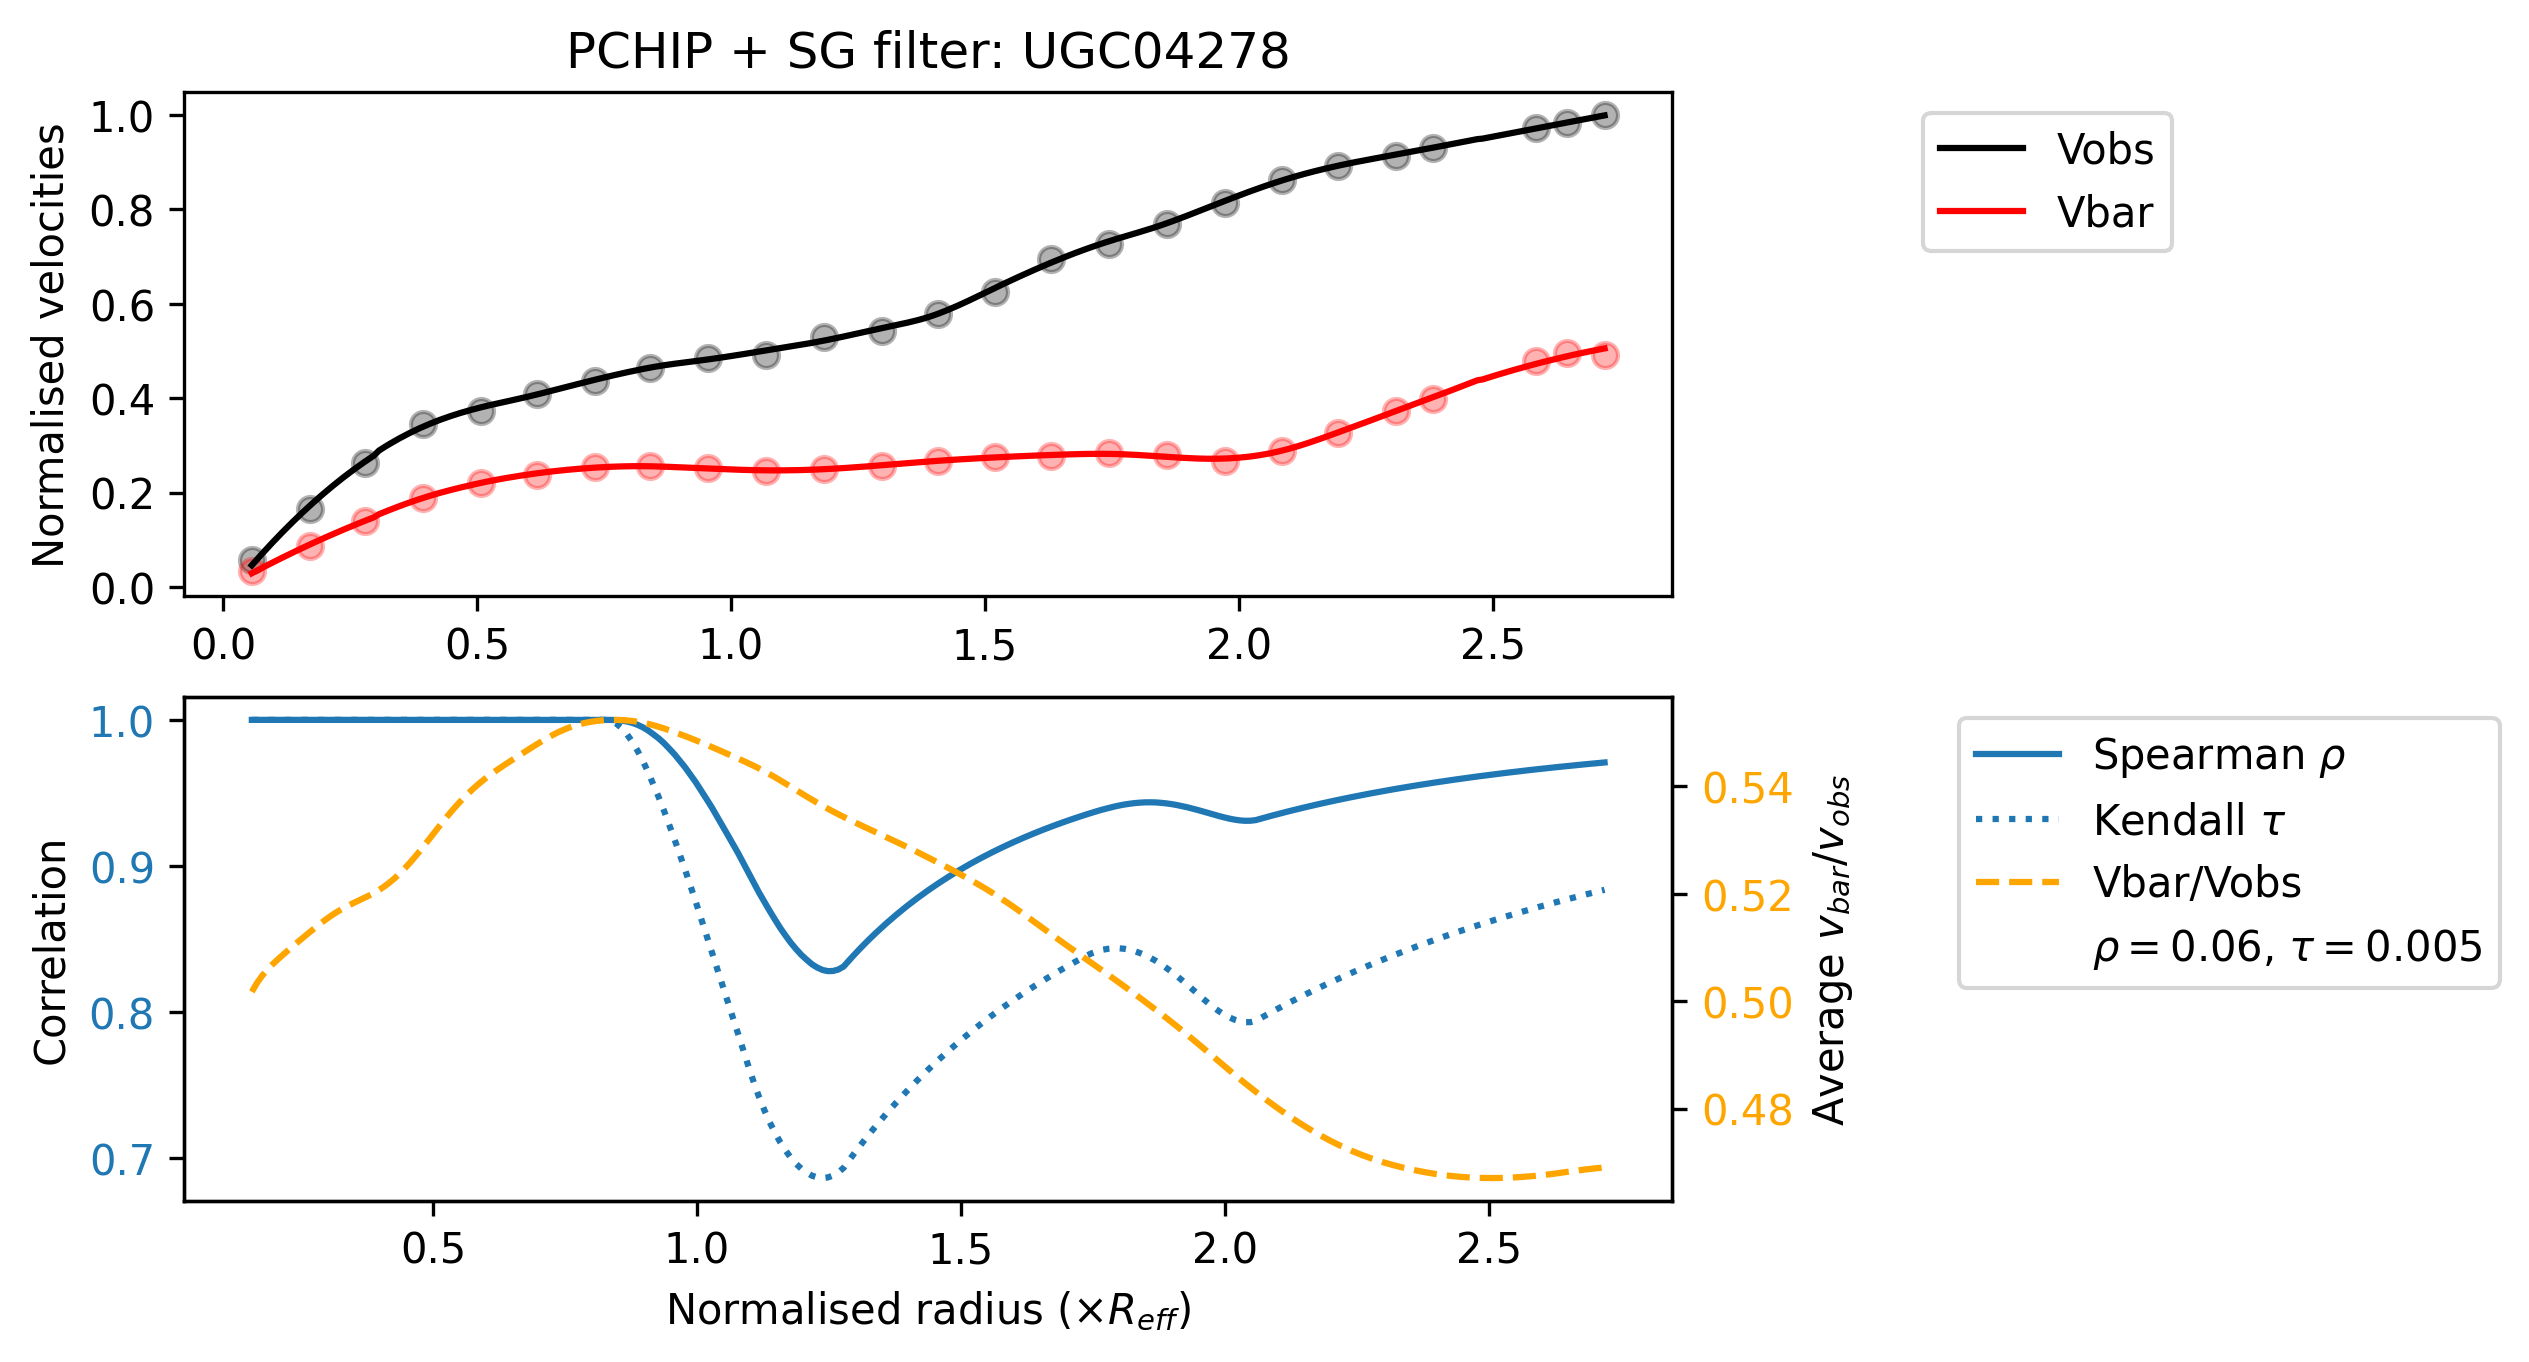 PCHIP + SG filter: UGC04278
Normalised velocities
1.0
0.8
0.6
0.4
0.2
0.0
0.0 0.5 1.0 1.5 2.0 2.5
Vobs
Vbar
Correlation
1.0
0.9
0.8
0.7
0.5 1.0 1.5 2.0 2.5
Normalised radius (×R_eff)
0.54
0.52
0.50
0.48
Average v_bar/v_obs
Spearman ρ
Kendall τ
Vbar/Vobs
ρ = 0.06, τ = 0.005